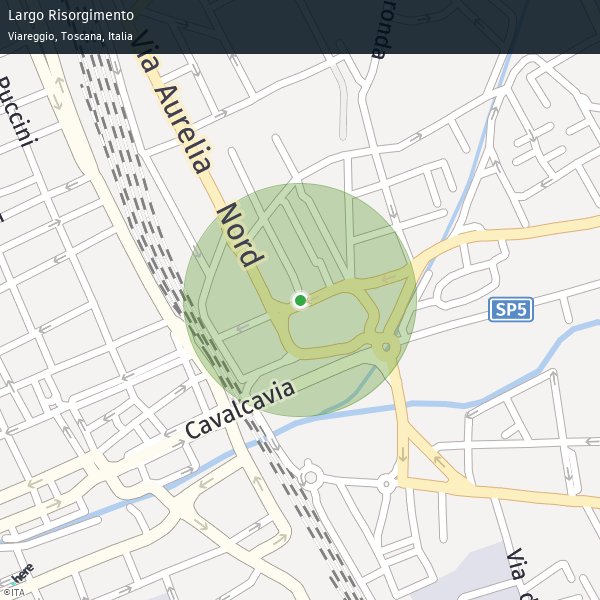 Largo Risorgimento
Viareggio, Toscana, Italia
Puccini
ronda
Via Aurelia Nord
SP5
Cavalcavia
Via d
here
©ITA